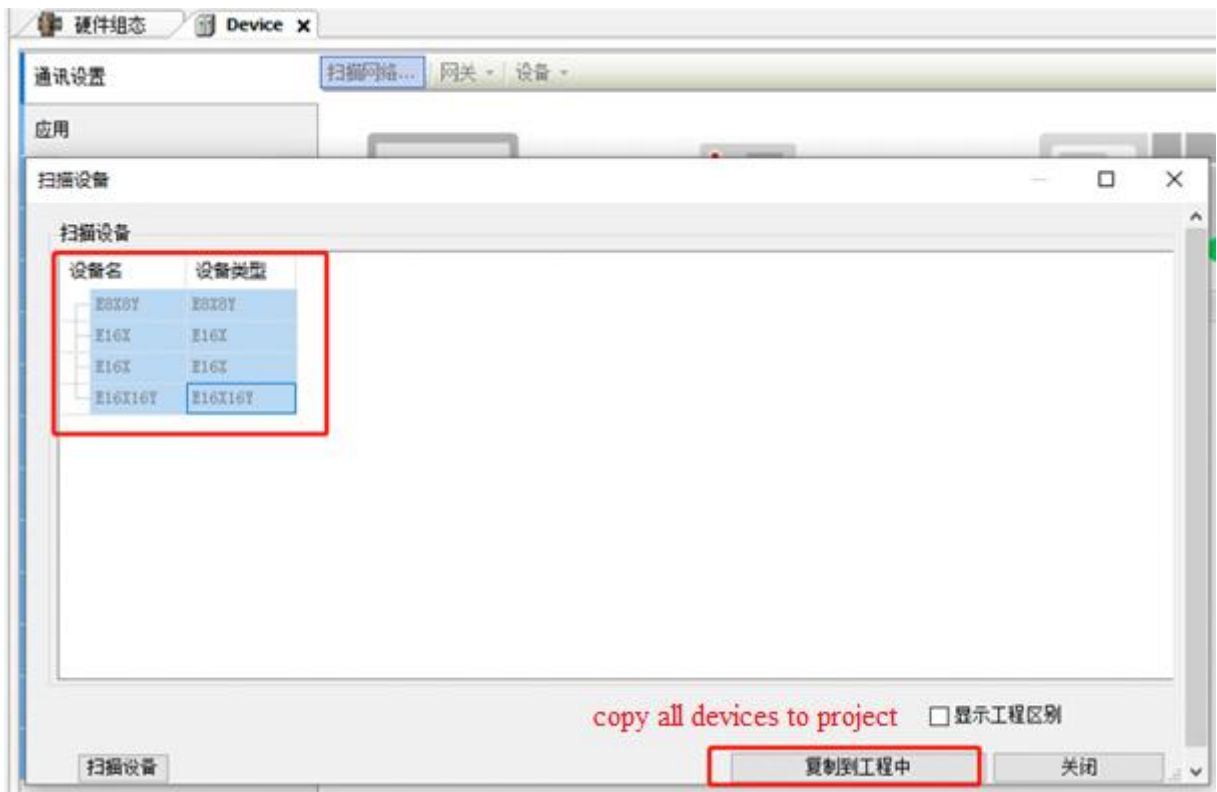 硬件组态 Device X
通讯设置 扫描网络... 网关 设备
应用
扫描设备
扫描设备
设备名 设备类型
E8X8Y E8X8Y
E16X E16X
E16X E16X
E16X16Y E16X16Y
copy all devices to project 显示工程区别
扫描设备 复制到工程中 关闭